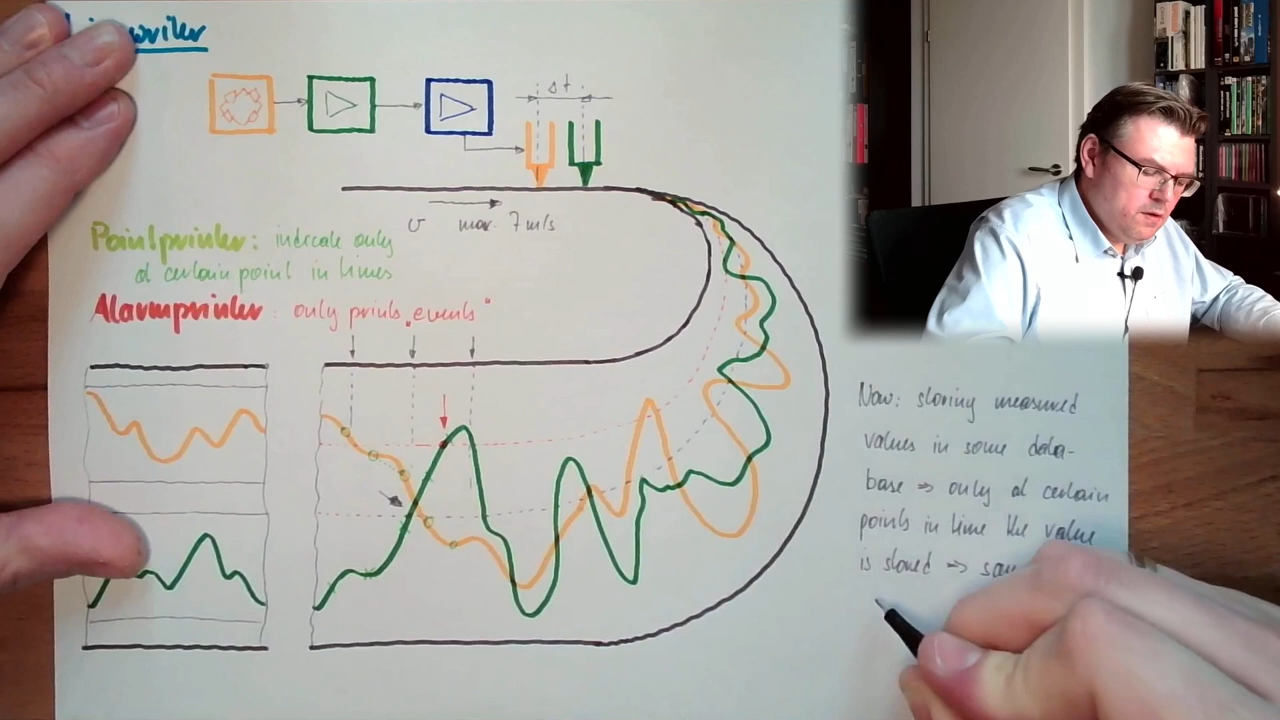 Δt
v max. 7 m/s
Pointprinter: indicate only
at certain point in times
Alarmprinter: only prints „events"
Now: storing measured
values in some data-
base => only at certain
points in time the value
is stored =>